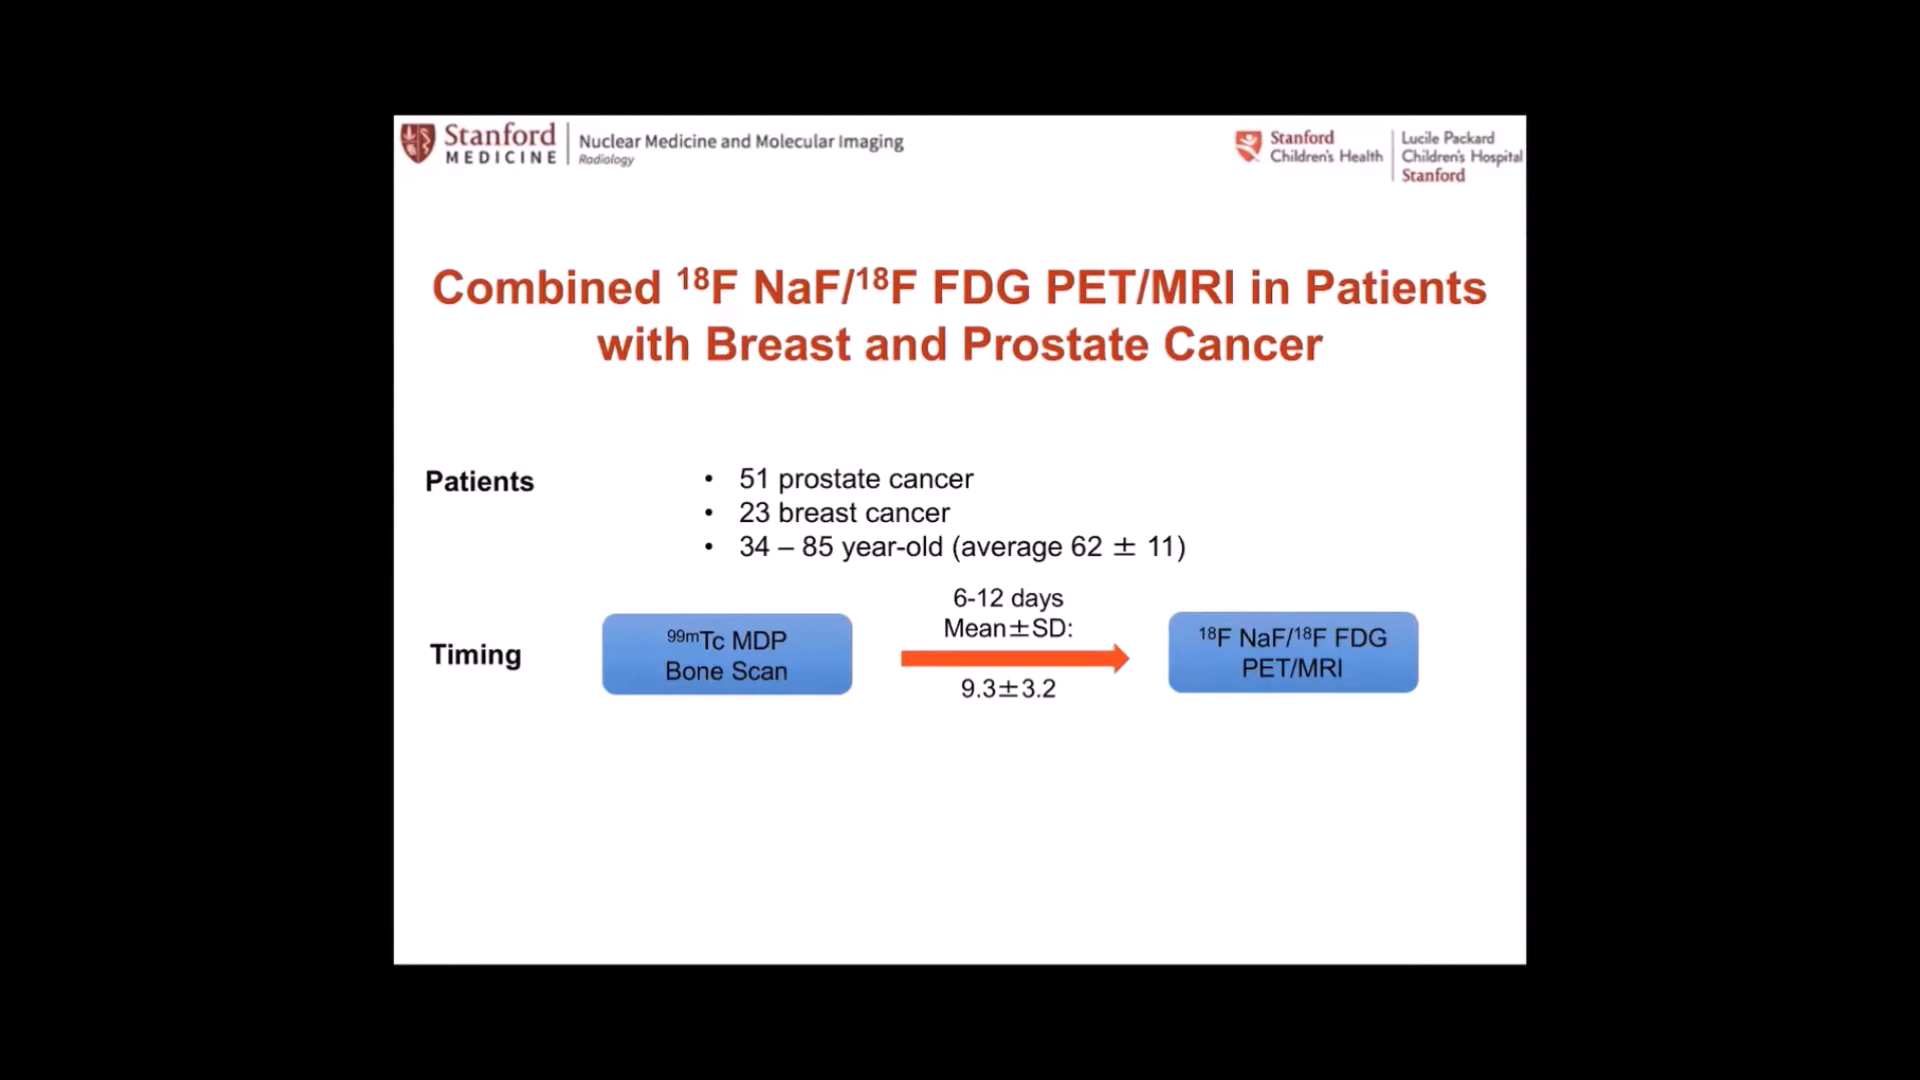 Stanford MEDICINE
Nuclear Medicine and Molecular Imaging
Radiology
Stanford Children's Health
Lucile Packard Children's Hospital Stanford
Combined ¹⁸F NaF/¹⁸F FDG PET/MRI in Patients
with Breast and Prostate Cancer
Patients
• 51 prostate cancer
• 23 breast cancer
• 34 – 85 year-old (average 62 ± 11)
Timing
⁹⁹ᵐTc MDP
Bone Scan
6-12 days
Mean±SD:
9.3±3.2
¹⁸F NaF/¹⁸F FDG
PET/MRI